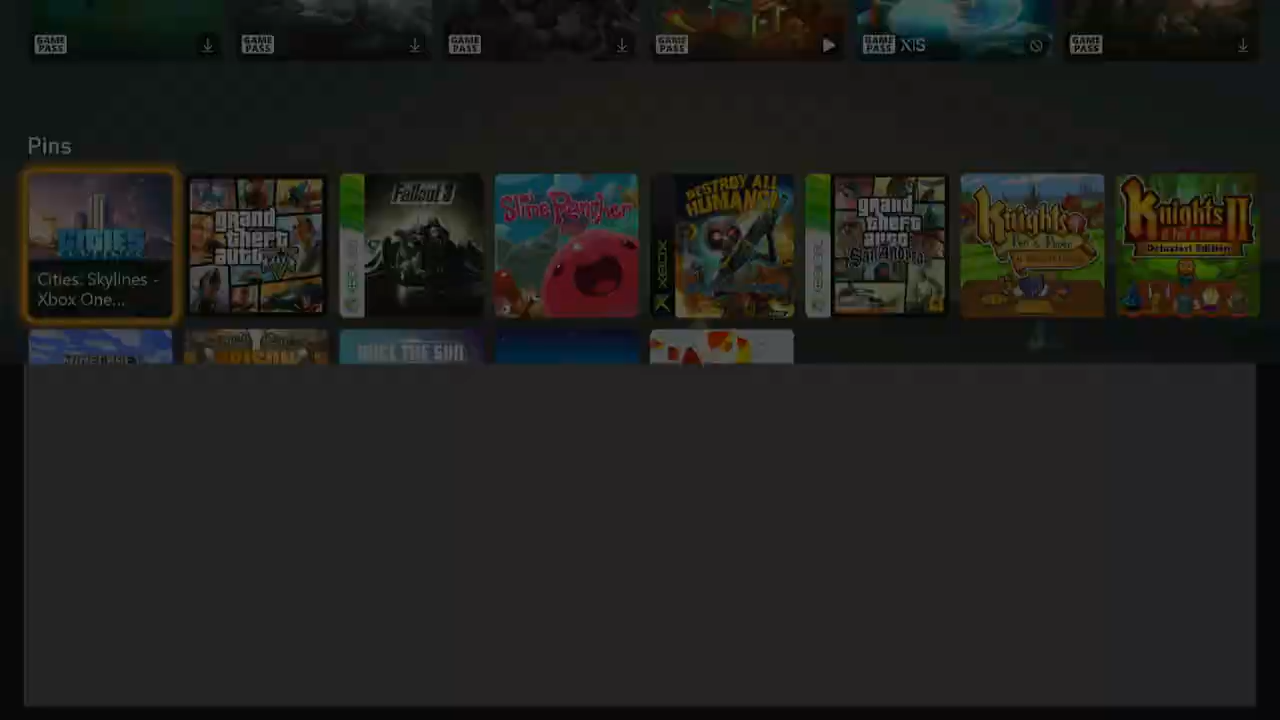 GAME PASS
GAME PASS
GAME PASS
GAME PASS
GAME PASS X|S
GAME PASS
Pins
CITIES
Cities: Skylines -
Xbox One...
grand
theft
auto
Fallout 3
Slime Rancher
DESTROY ALL
HUMANS!
XBOX
grand
theft
auto
San Andreas
Knights
Pen & Paper
Knights II
of Pen & Paper
Deluxiest Edition
MINECRAFT